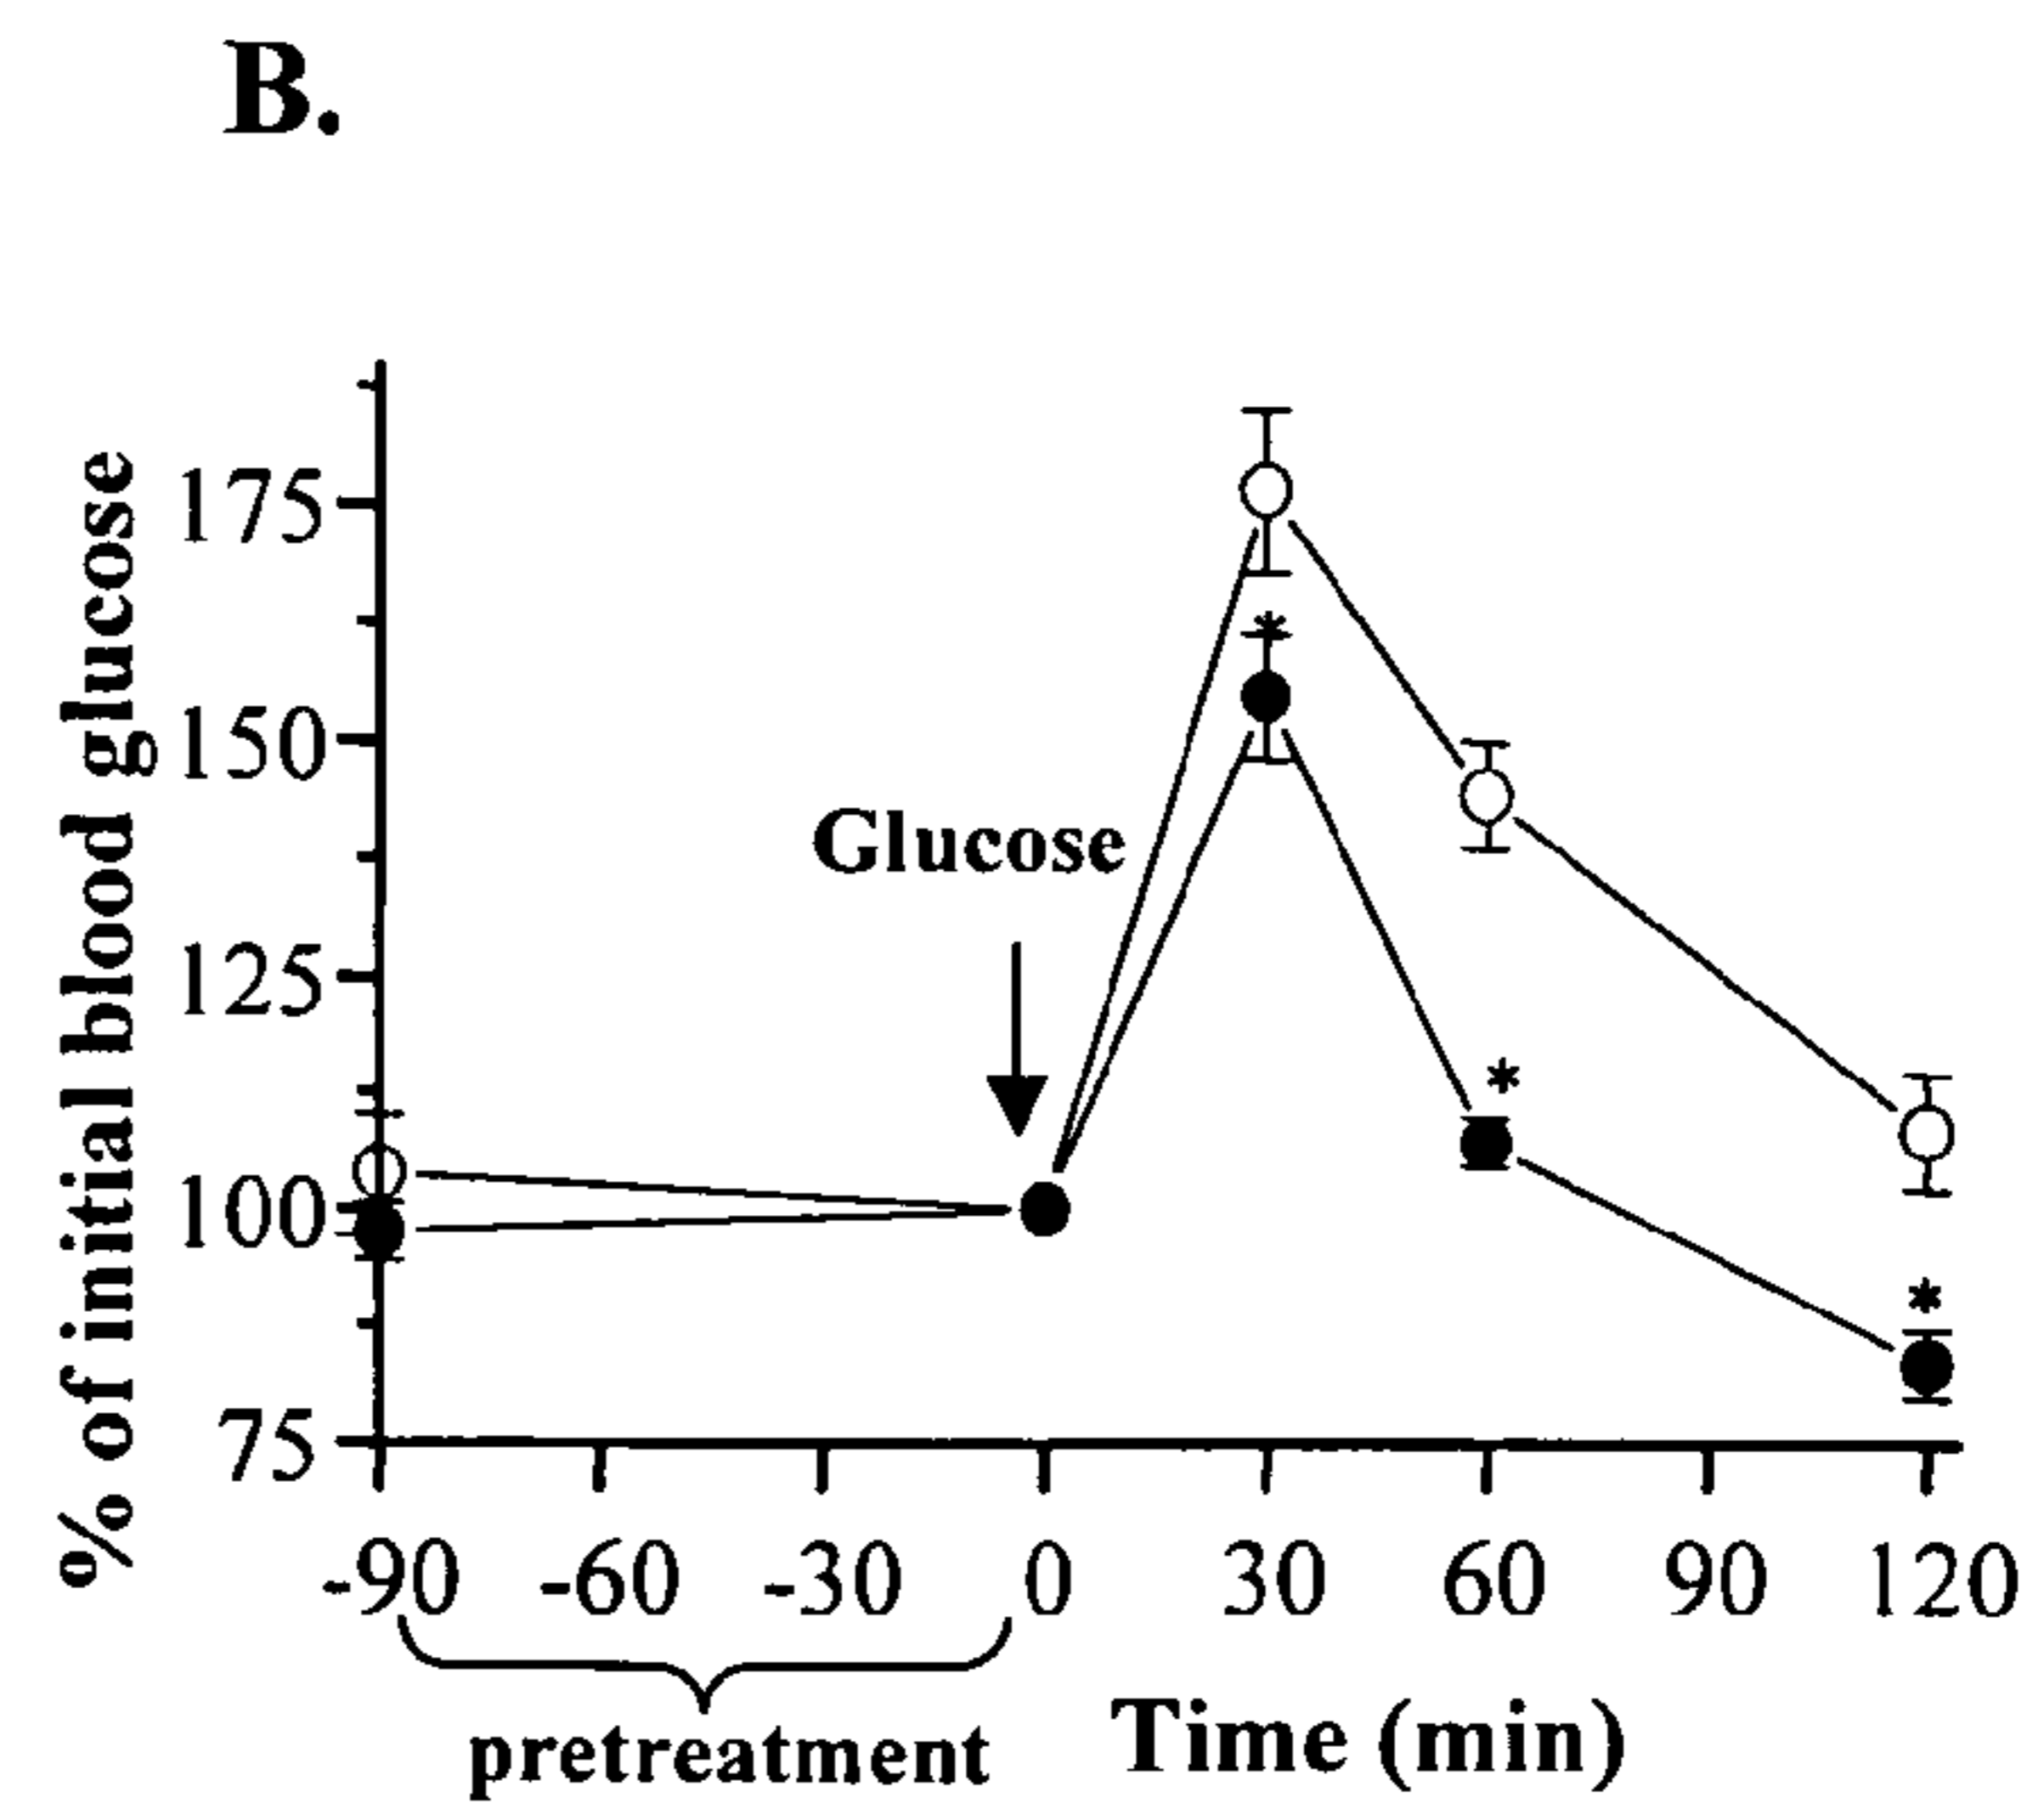 B.
% of initial blood glucose
175
150
125
100
75
Glucose
*
*
*
-90 -60 -30 0 30 60 90 120
pretreatment
Time (min)